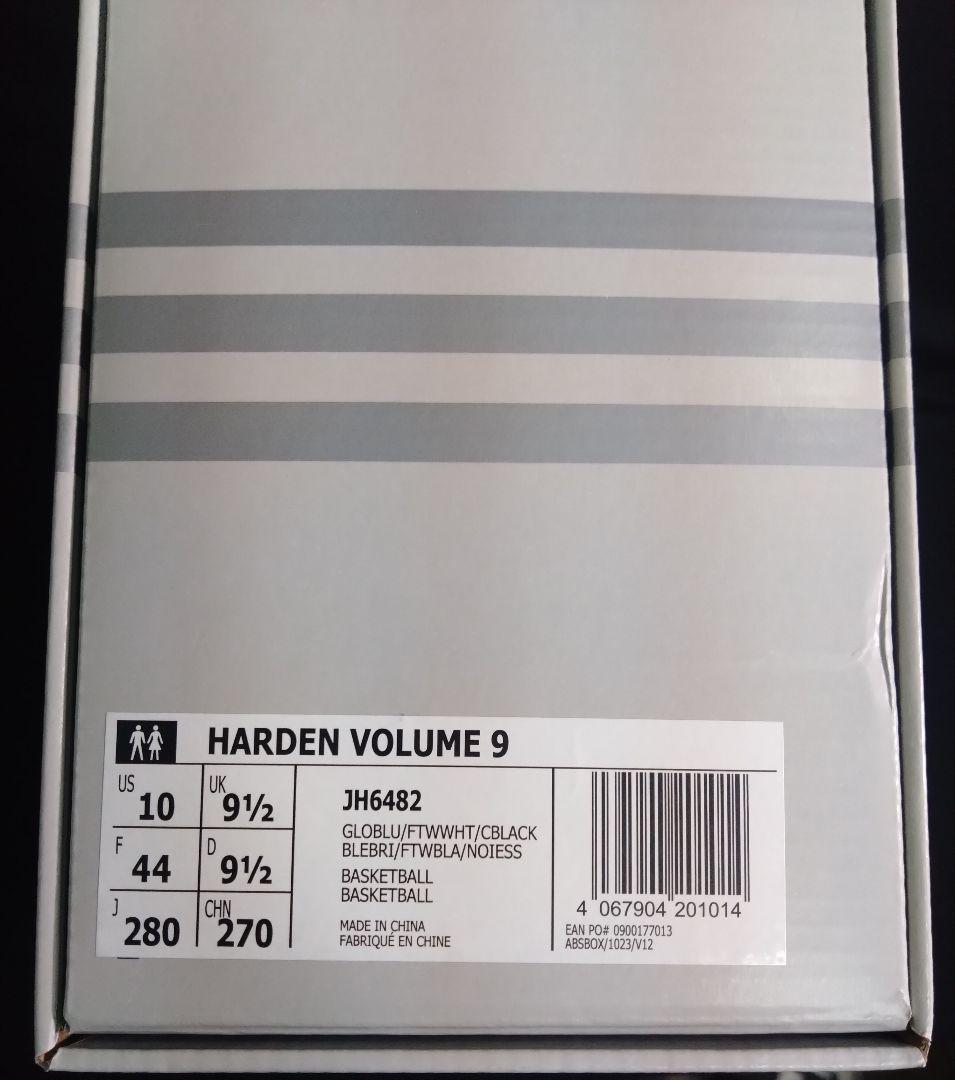 HARDEN VOLUME 9
US 10 UK 9½
F 44 D 9½
J 280 CHN 270
JH6482
GLOBLU/FTWWHT/CBLACK
BLEBRI/FTWBLA/NOIESS
BASKETBALL
BASKETBALL
MADE IN CHINA
FABRIQUÉ EN CHINE
4 067904 201014
EAN PO# 0900177013
ABSBOX/1023/V12